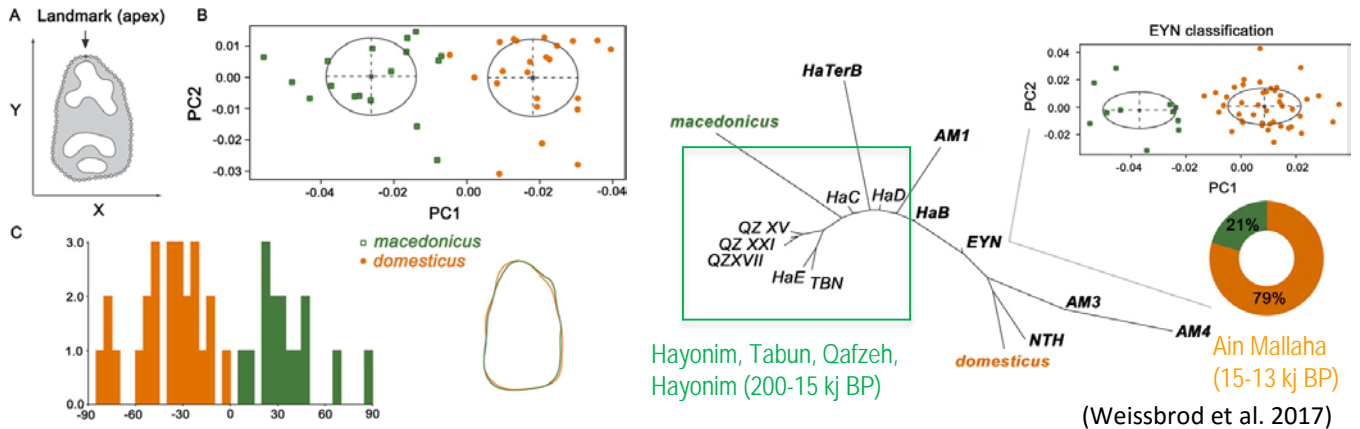 A
Landmark (apex)
Y
X
B
0.01
0.00
-0.01
-0.02
-0.03
PC2
-0.04
-0.02
0.00
-0.02
-0.04
PC1
C
3.0
2.0
1.0
0.0
-90
-60
-30
0
30
60
90
macedonicus
domesticus
HaTerB
macedonicus
AM1
HaC
HaD
HaB
QZ XV
QZ XXI
QZXVII
HaE
TBN
EYN
AM3
AM4
NTH
domesticus
Hayonim, Tabun, Qafzeh,
Hayonim (200-15 kj BP)
EYN classification
0.04
0.02
0.00
-0.02
PC2
-0.04
-0.02
0.00
0.02
PC1
21%
79%
Ain Mallaha
(15-13 kj BP)
(Weissbrod et al. 2017)